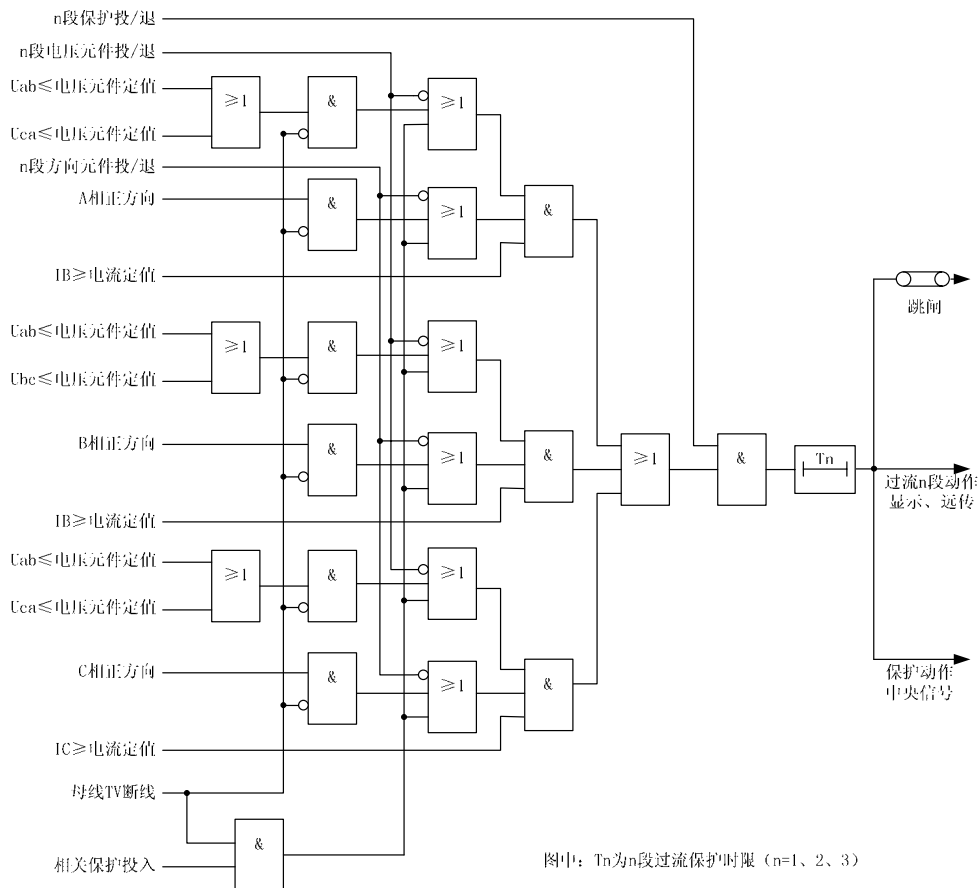 n段保护投/退
n段电压元件投/退
Uab≤电压元件定值
≥1
&
≥1
Uca≤电压元件定值
n段方向元件投/退
A相正方向
&
≥1
&
IB≥电流定值
跳闸
Uab≤电压元件定值
≥1
&
≥1
Ubc≤电压元件定值
B相正方向
&
≥1
&
≥1
&
Tn
过流n段动作
显示、远传
IB≥电流定值
Uab≤电压元件定值
≥1
&
≥1
Uca≤电压元件定值
C相正方向
&
≥1
&
保护动作
中央信号
IC≥电流定值
母线TV断线
&
相关保护投入
图中：Tn为n段过流保护时限（n=1、2、3）